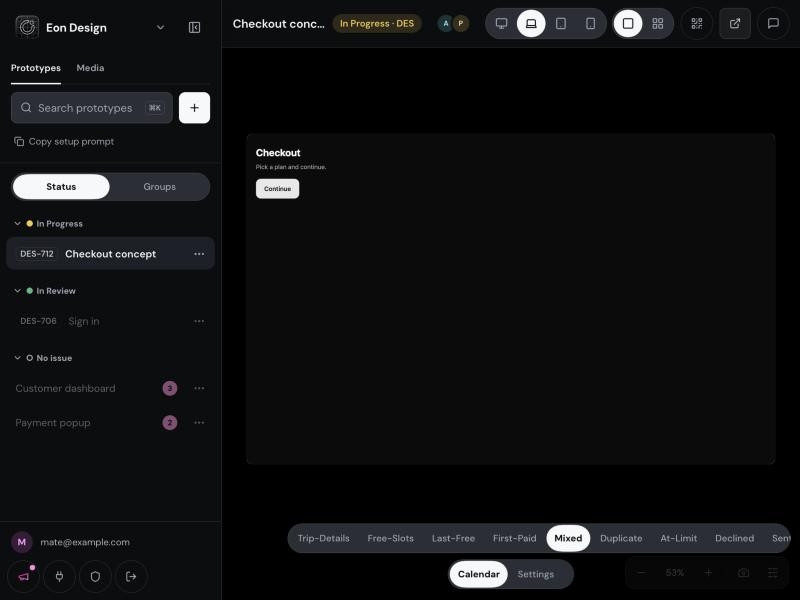 Eon Design
Prototypes Media
Search prototypes ⌘K
Copy setup prompt
Status Groups
In Progress
DES-712 Checkout concept
In Review
DES-706 Sign in
No issue
Customer dashboard 3
Payment popup 2
M mate@example.com
Checkout conc... In Progress · DES A P
Checkout
Pick a plan and continue.
Continue
Trip-Details Free-Slots Last-Free First-Paid Mixed Duplicate At-Limit Declined Sent
Calendar Settings
53%